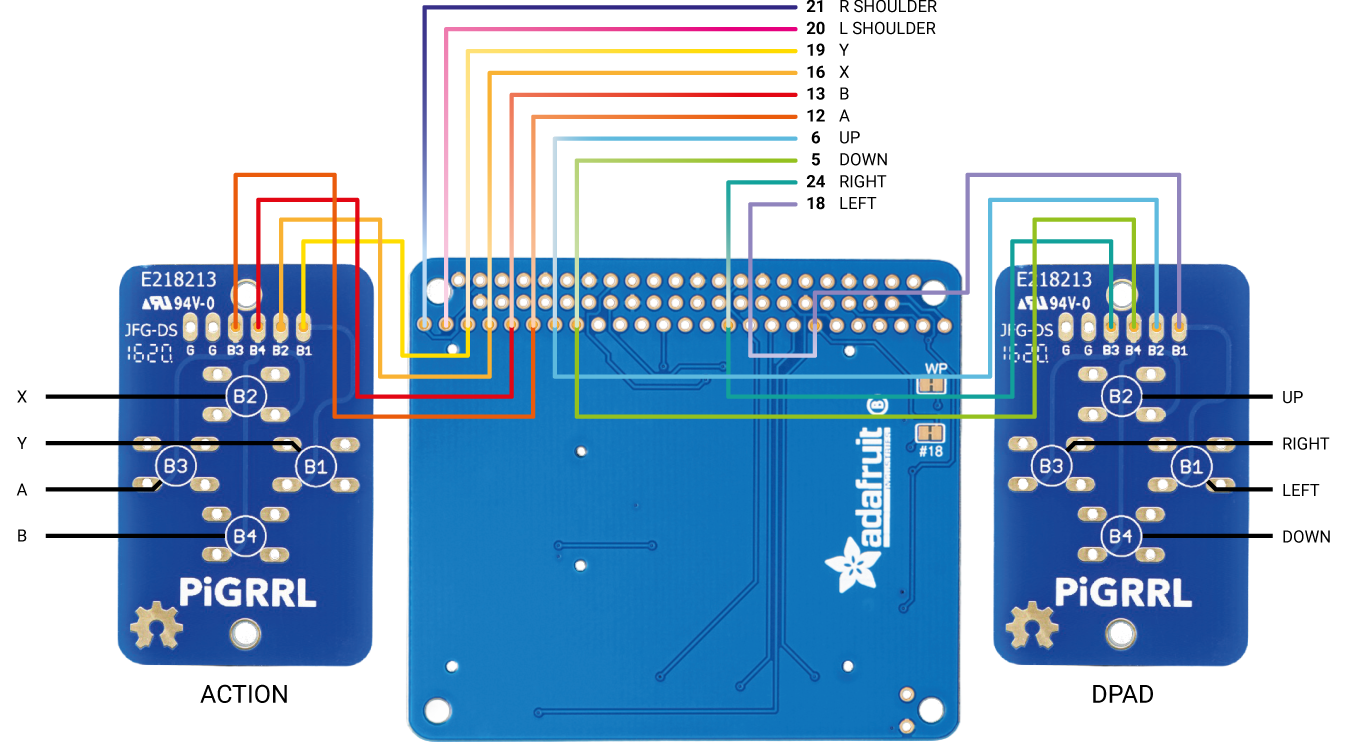 21 R SHOULDER
20 L SHOULDER
19 Y
16 X
13 B
12 A
6 UP
5 DOWN
24 RIGHT
18 LEFT
E218213
94V-0
JFG-DS
1620
G G B3 B4 B2 B1
B2
B3
B1
B4
PiGRRL
X
Y
A
B
ACTION
WP
#18
adafruit
E218213
94V-0
JFG-DS
1620
G G B3 B4 B2 B1
B2
B3
B1
B4
PiGRRL
UP
RIGHT
LEFT
DOWN
DPAD